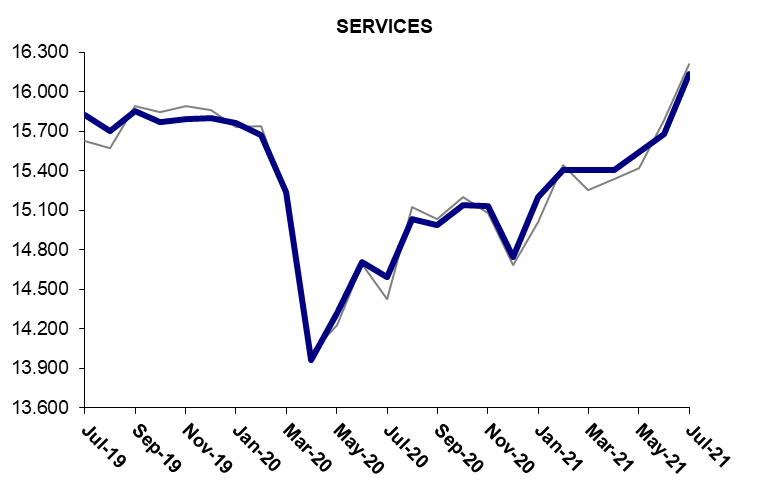 SERVICES
16.300
16.000
15.700
15.400
15.100
14.800
14.500
14.200
13.900
13.600
Jul-19
Sep-19
Nov-19
Jan-20
Mar-20
May-20
Jul-20
Sep-20
Nov-20
Jan-21
Mar-21
May-21
Jul-21